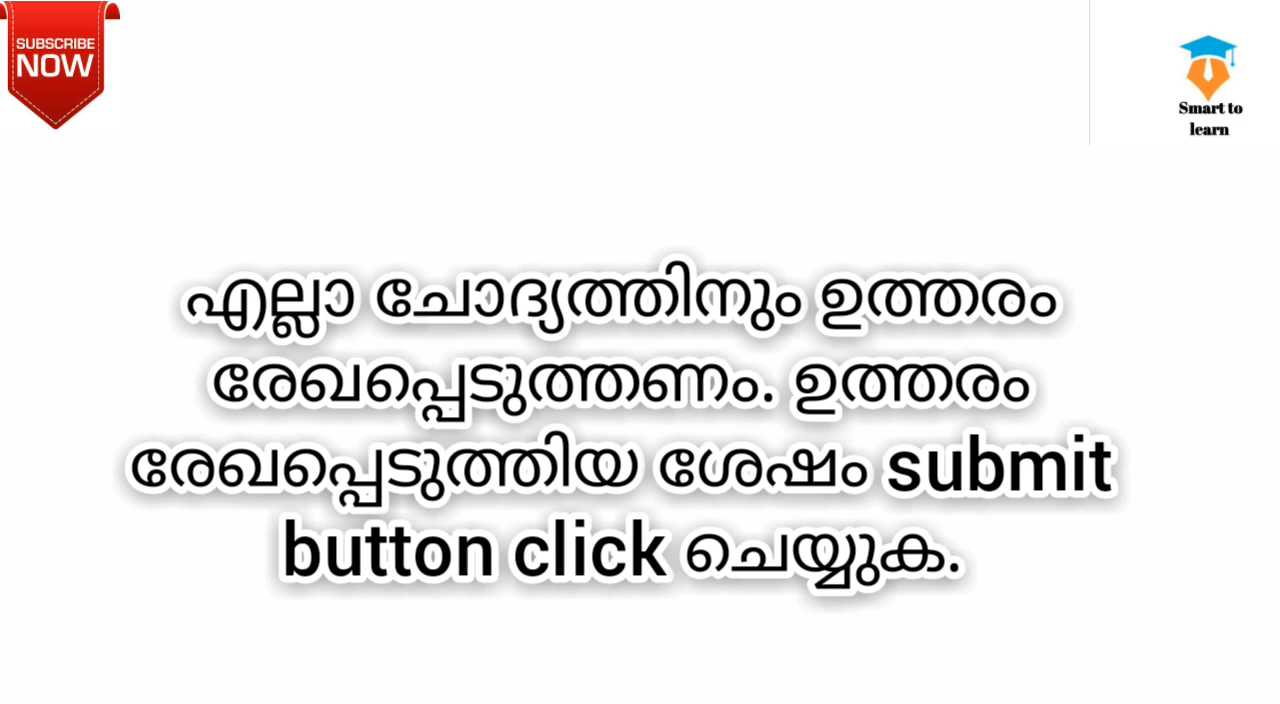 SUBSCRIBE
NOW
Smart to
learn
എല്ലാ ചോദ്യത്തിനും ഉത്തരം
രേഖപ്പെടുത്തണം. ഉത്തരം
രേഖപ്പെടുത്തിയ ശേഷം submit
button click ചെയ്യുക.